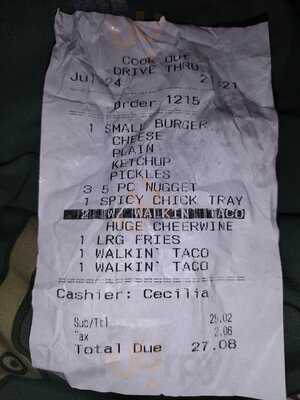 Cook Out
DRIVE THRU
Jul 24 2 21
order 1215
1 SMALL BURGER
CHEESE
PLAIN
KETCHUP
PICKLES
3 5 PC NUGGET
1 SPICY CHICK TRAY
2 W/ WALKIN' TACO
HUGE CHEERWINE
1 LRG FRIES
1 WALKIN' TACO
1 WALKIN' TACO
Cashier: Cecilia
Sub/Ttl 25.02
Tax 2.06
Total Due 27.08